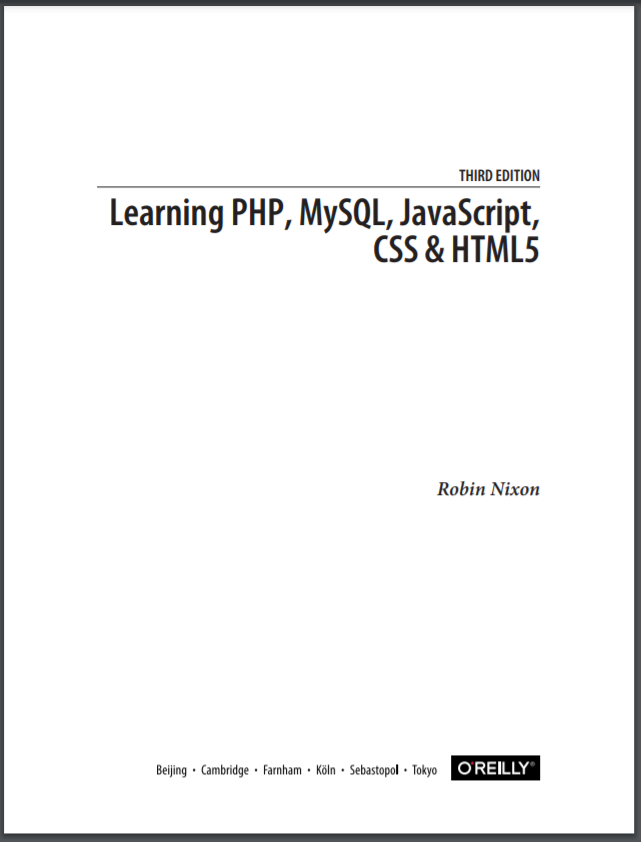 THIRD EDITION
Learning PHP, MySQL, JavaScript,
CSS & HTML5
Robin Nixon
Beijing · Cambridge · Farnham · Köln · Sebastopol · Tokyo O'REILLY®